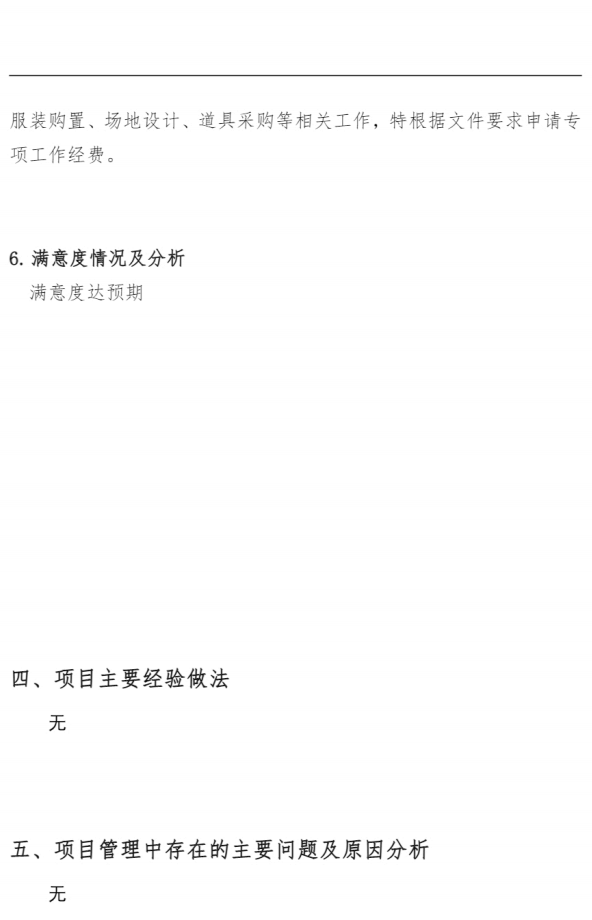 服装购置、场地设计、道具采购等相关工作，特根据文件要求申请专
项工作经费。
6. 满意度情况及分析
满意度达预期
四、项目主要经验做法
无
五、项目管理中存在的主要问题及原因分析
无